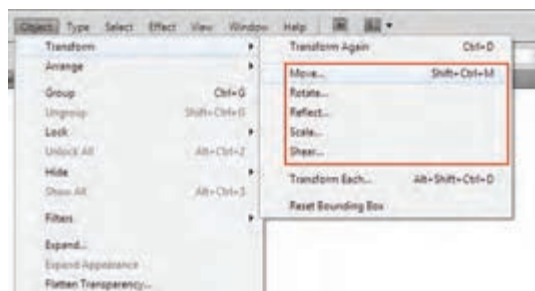 Object Type Select Effect View Window Help
Transform
Arrange
Group Ctrl+G
Ungroup Shift+Ctrl+G
Lock
Unlock All Alt+Ctrl+2
Hide
Show All Alt+Ctrl+3
Filters
Expand...
Expand Appearance
Flatten Transparency...
Transform Again Ctrl+D
Move... Shift+Ctrl+M
Rotate...
Reflect...
Scale...
Shear...
Transform Each... Alt+Shift+Ctrl+D
Reset Bounding Box